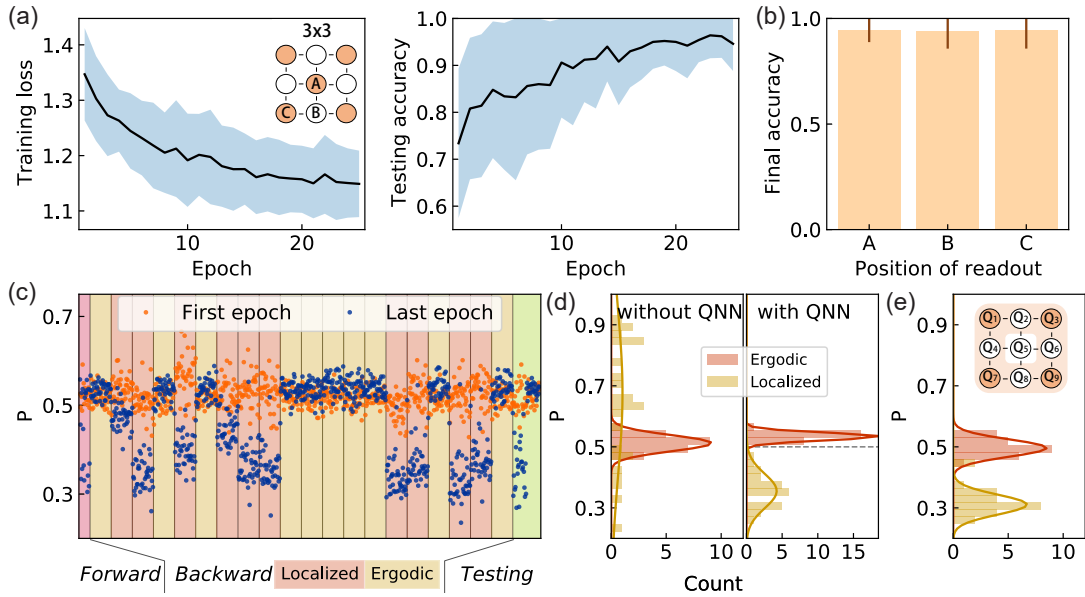 (a)
1.4
1.3
1.2
1.1
Training loss
3x3
A
C
B
10
20
Epoch
1.0
0.9
0.8
0.7
0.6
Testing accuracy
10
20
Epoch
(b)
1.0
0.5
0.0
Final accuracy
A
B
C
Position of readout
(c)
0.7
0.5
0.3
P
First epoch
Last epoch
Forward
Backward
Localized
Ergodic
Testing
(d)
0.9
0.7
0.5
0.3
P
without QNN
with QNN
Ergodic
Localized
0
5
10
0
5
10
15
Count
(e)
0.9
0.7
0.5
0.3
P
Q1
Q2
Q3
Q4
Q5
Q6
Q7
Q8
Q9
0
5
10